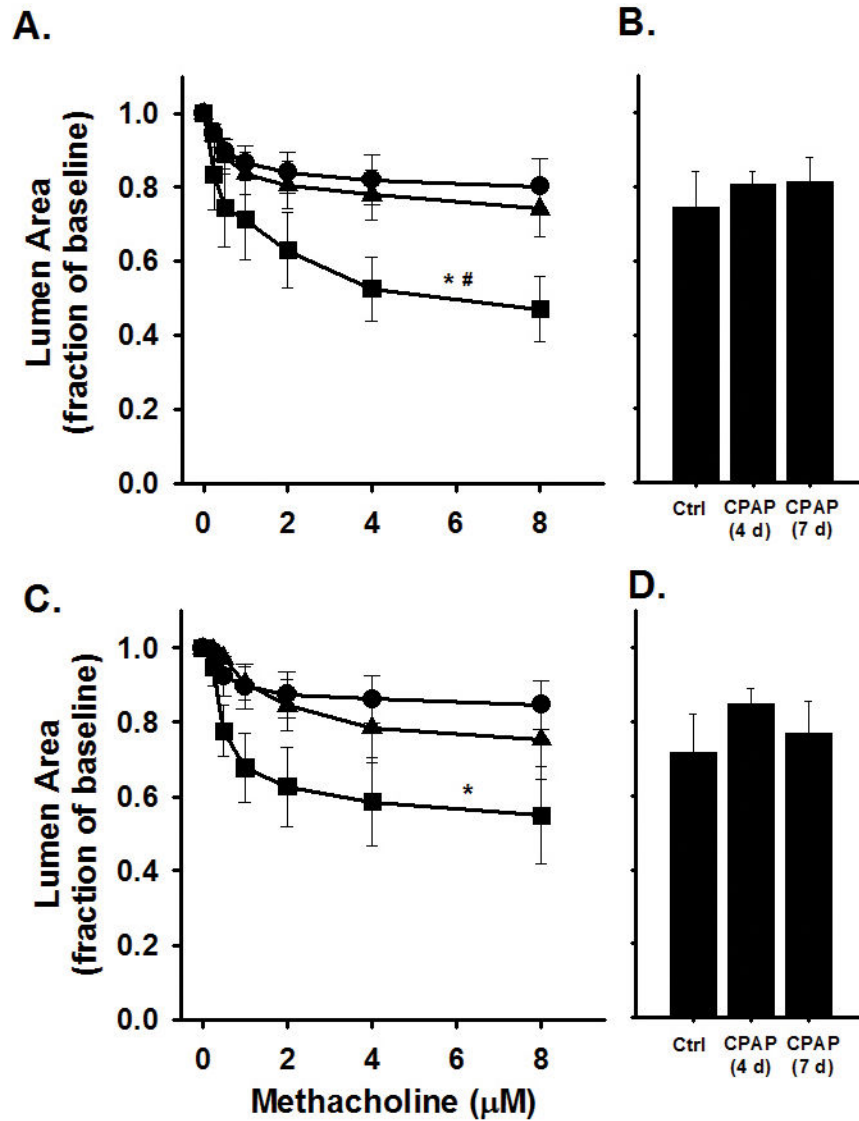 A.
B.
Lumen Area
(fraction of baseline)
1.0
0.8
0.6
0.4
0.2
0.0
* #
0 2 4 6 8
Ctrl CPAP CPAP
(4 d) (7 d)
C.
D.
Lumen Area
(fraction of baseline)
1.0
0.8
0.6
0.4
0.2
0.0
*
0 2 4 6 8
Methacholine (μM)
Ctrl CPAP CPAP
(4 d) (7 d)